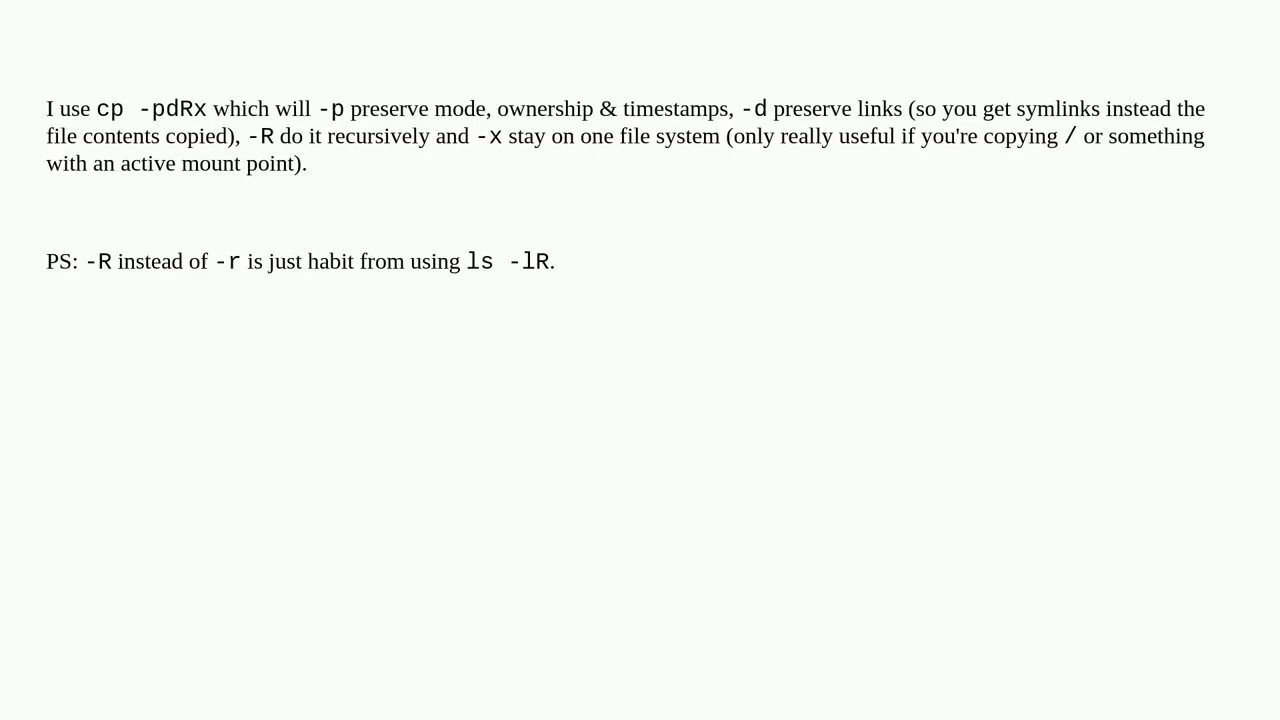 I use cp -pdRx which will -p preserve mode, ownership & timestamps, -d preserve links (so you get symlinks instead the
file contents copied), -R do it recursively and -x stay on one file system (only really useful if you're copying / or something
with an active mount point).
PS: -R instead of -r is just habit from using ls -lR.